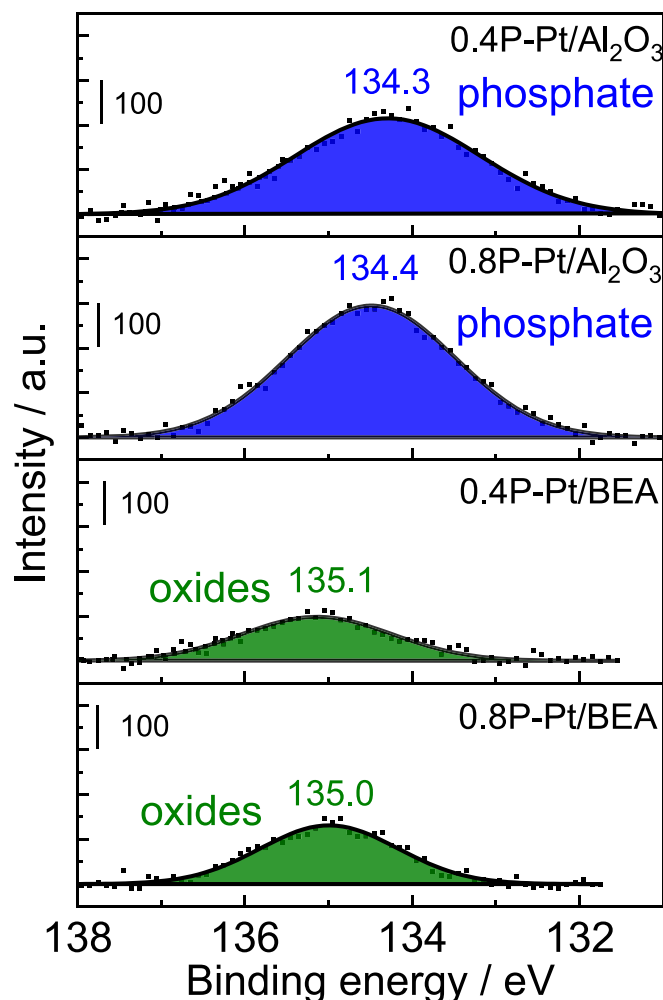 0.4P-Pt/Al₂O₃
134.3
phosphate
100
0.8P-Pt/Al₂O₃
134.4
phosphate
100
0.4P-Pt/BEA
100
oxides 135.1
0.8P-Pt/BEA
100
oxides 135.0
138 136 134 132
Binding energy / eV
Intensity / a.u.